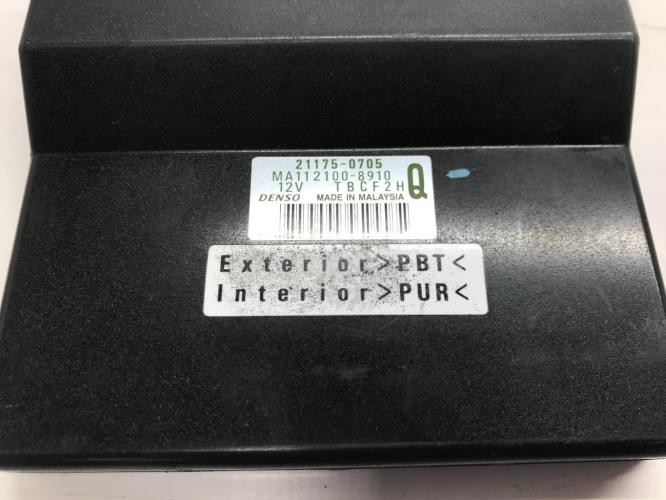 21175-0705
MA112100-8910 Q
12V TBCF2H
DENSO MADE IN MALAYSIA
Exterior>PBT<
Interior>PUR<